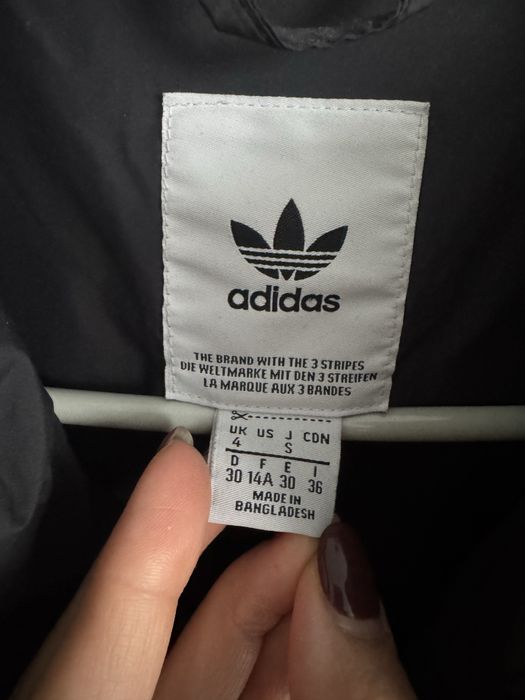 adidas
THE BRAND WITH THE 3 STRIPES
DIE WELTMARKE MIT DEN 3 STREIFEN
LA MARQUE AUX 3 BANDES
UK US J CDN
4 S
D F E I
30 14A 30 36
MADE IN
BANGLADESH